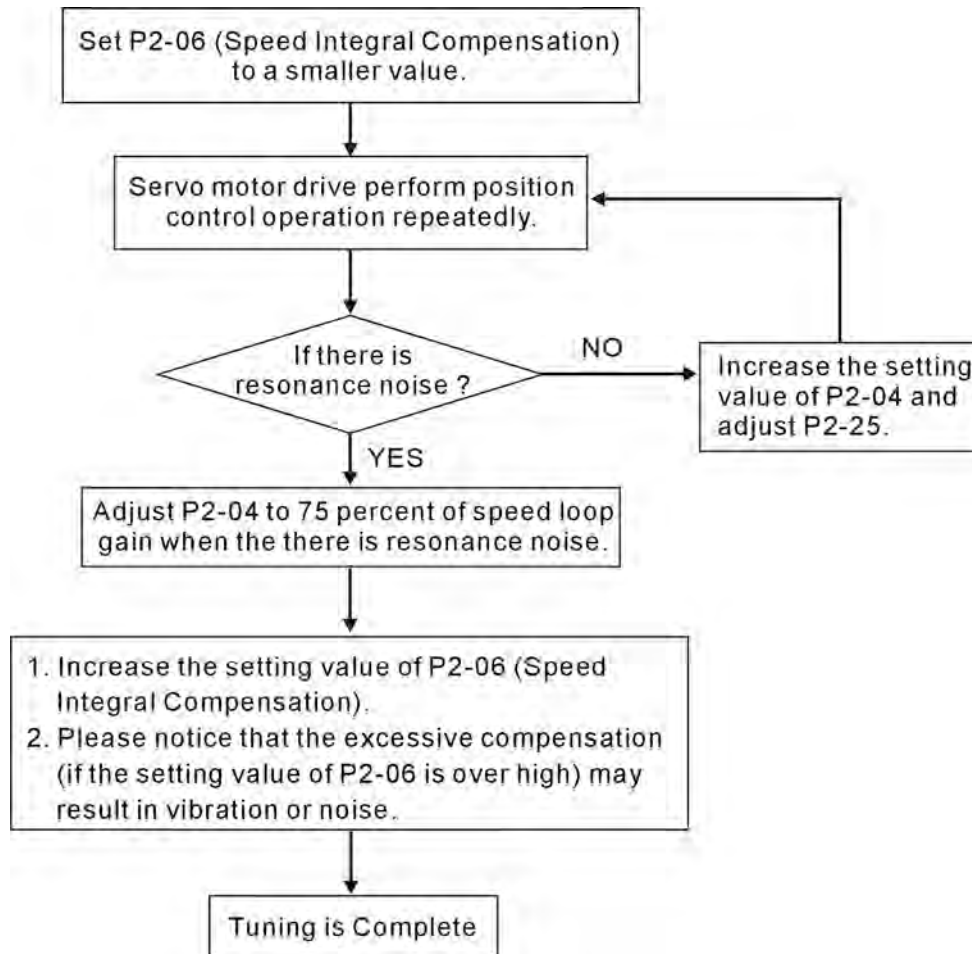 Set P2-06 (Speed Integral Compensation)
to a smaller value.
Servo motor drive perform position
control operation repeatedly.
If there is
resonance noise ?
NO
Increase the setting
value of P2-04 and
adjust P2-25.
YES
Adjust P2-04 to 75 percent of speed loop
gain when the there is resonance noise.
1. Increase the setting value of P2-06 (Speed
Integral Compensation).
2. Please notice that the excessive compensation
(if the setting value of P2-06 is over high) may
result in vibration or noise.
Tuning is Complete